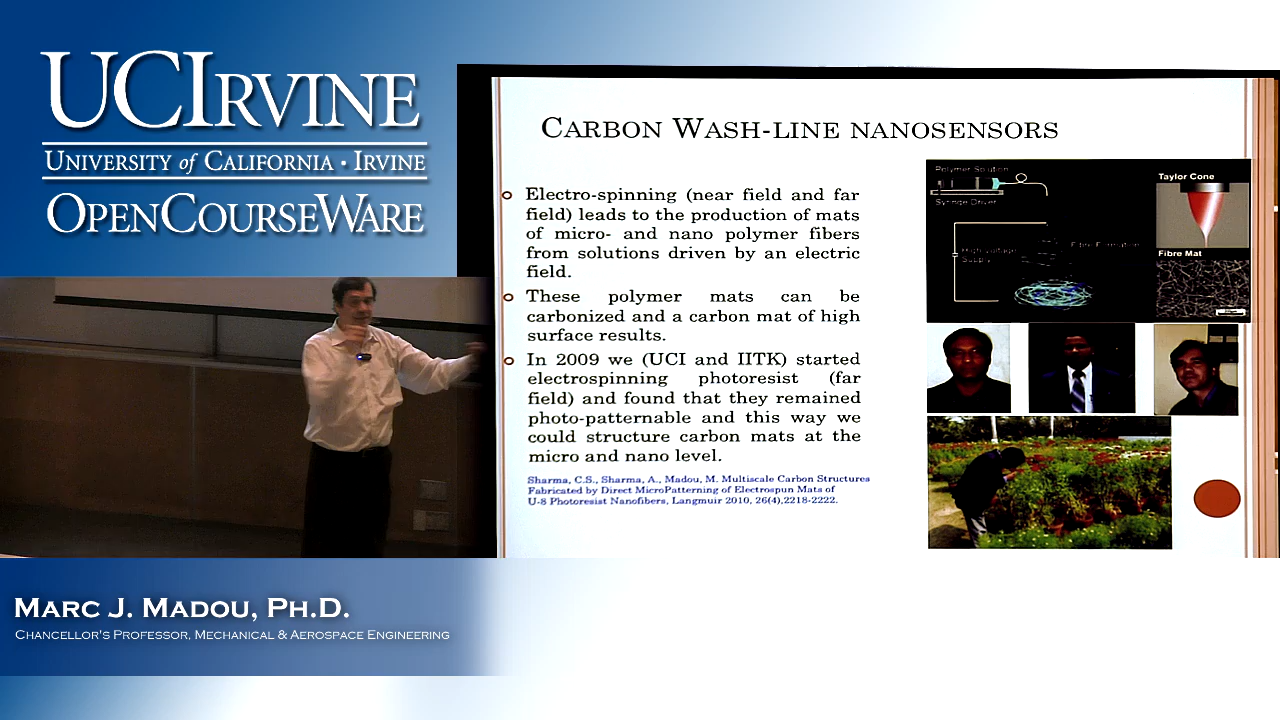 UCIRVINE
UNIVERSITY of CALIFORNIA · IRVINE
OPENCOURSEWARE
CARBON WASH-LINE NANOSENSORS
Electro-spinning (near field and far
field) leads to the production of mats
of micro- and nano polymer fibers
from solutions driven by an electric
field.
These polymer mats can be
carbonized and a carbon mat of high
surface results.
In 2009 we (UCI and IITK) started
electrospinning photoresist (far
field) and found that they remained
photo-patternable and this way we
could structure carbon mats at the
micro and nano level.
Sharma, C.S., Sharma, A., Madou, M. Multiscale Carbon Structures
Fabricated by Direct MicroPatterning of Electrospun Mats of
U-8 Photoresist Nanofibers, Langmuir 2010, 26(4),2218-2222.
Polymer Solution
Syringe Driver
High voltage
Supply
Fibre Formation
Taylor Cone
Fibre Mat
MARC J. MADOU, PH.D.
CHANCELLOR'S PROFESSOR, MECHANICAL & AEROSPACE ENGINEERING